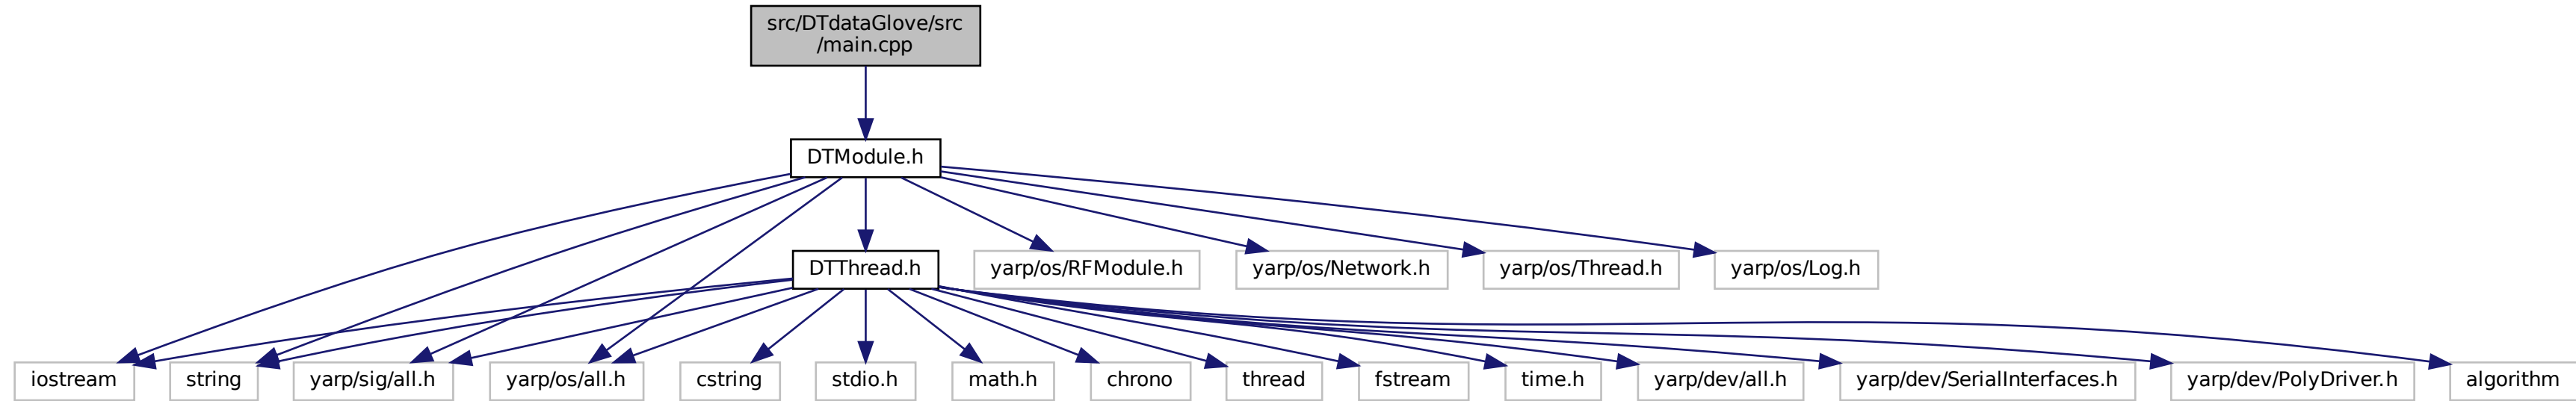 src/DTdataGlove/src
/main.cpp
DTModule.h
DTThread.h
yarp/os/RFModule.h
yarp/os/Network.h
yarp/os/Thread.h
yarp/os/Log.h
iostream
string
yarp/sig/all.h
yarp/os/all.h
cstring
stdio.h
math.h
chrono
thread
fstream
time.h
yarp/dev/all.h
yarp/dev/SerialInterfaces.h
yarp/dev/PolyDriver.h
algorithm